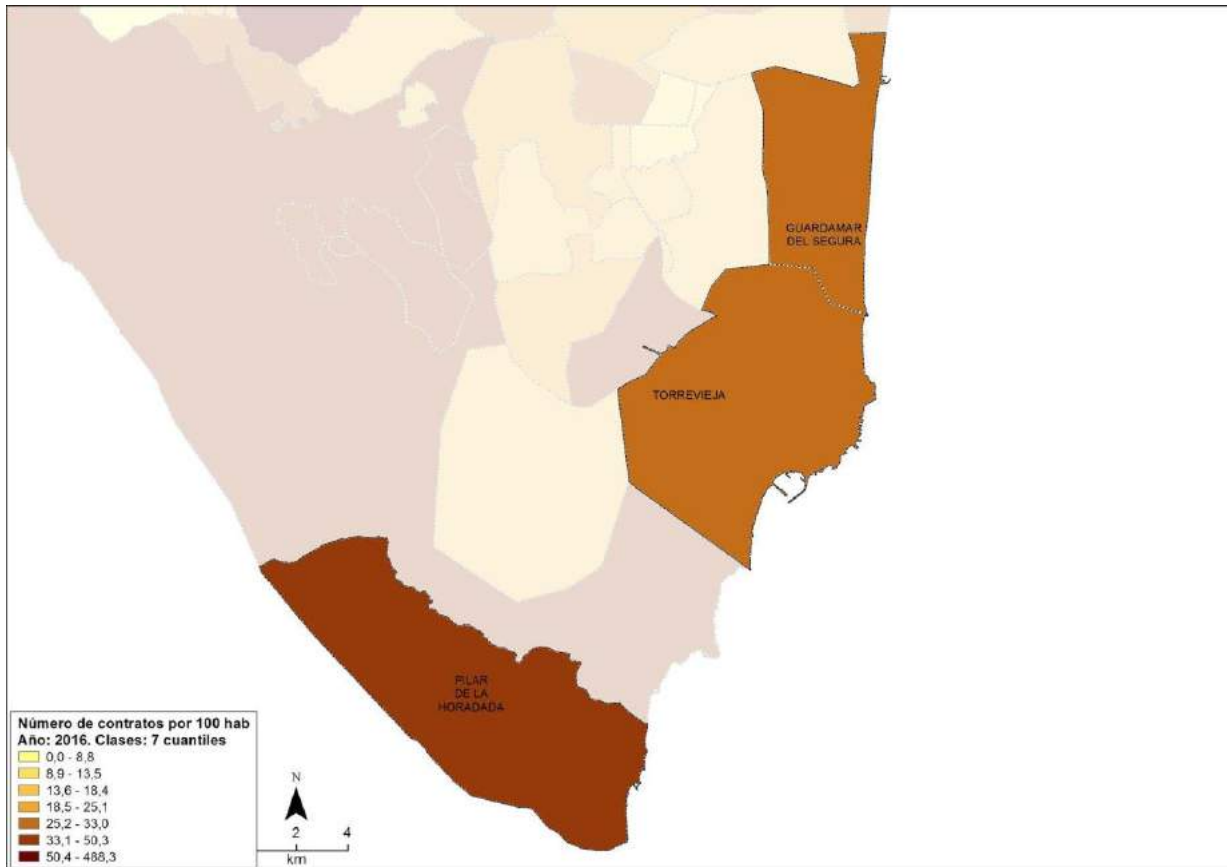 GUARDAMAR
DEL SEGURA
TORREVIEJA
PILAR
DE LA
HORADADA
Número de contratos por 100 hab
Año: 2016. Clases: 7 cuantiles
0,0 - 8,8
8,9 - 13,5
13,6 - 18,4
18,5 - 25,1
25,2 - 33,0
33,1 - 50,3
50,4 - 488,3
N
2 4
km